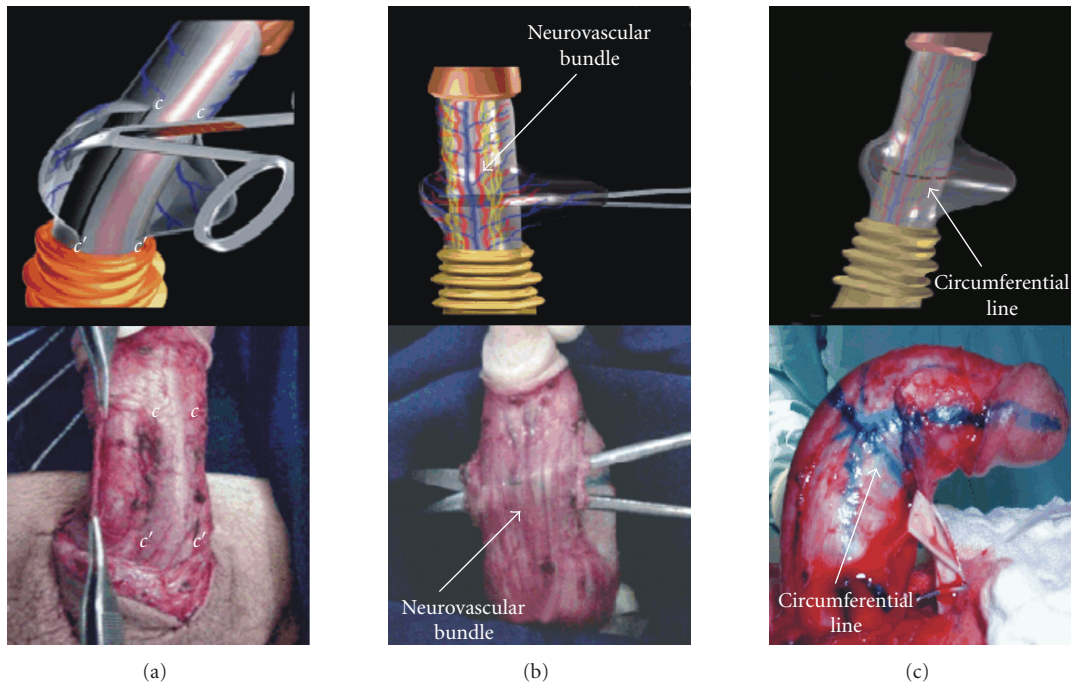 c
c
c′
c′
Neurovascular
bundle
Circumferential
line
c
c
c′
c′
Neurovascular
bundle
Circumferential
line
(a)
(b)
(c)